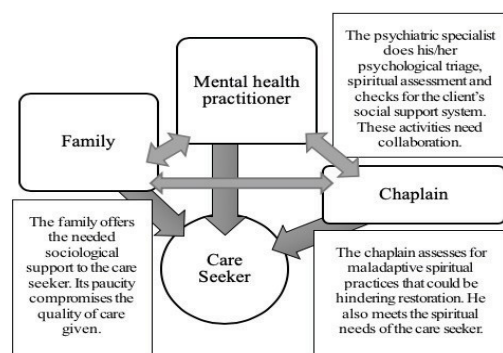 The psychiatric specialist
does his/her
psychological triage,
spiritual assessment and
checks for the client's
social support system.
These activities need
collaboration.
Mental health
practitioner
Family
Chaplain
The family offers
the needed
sociological
support to the care
seeker. Its paucity
compromises the
quality of care
given.
Care
Seeker
The chaplain assesses for
maladaptive spiritual
practices that could be
hindering restoration. He
also meets the spiritual
needs of the care seeker.